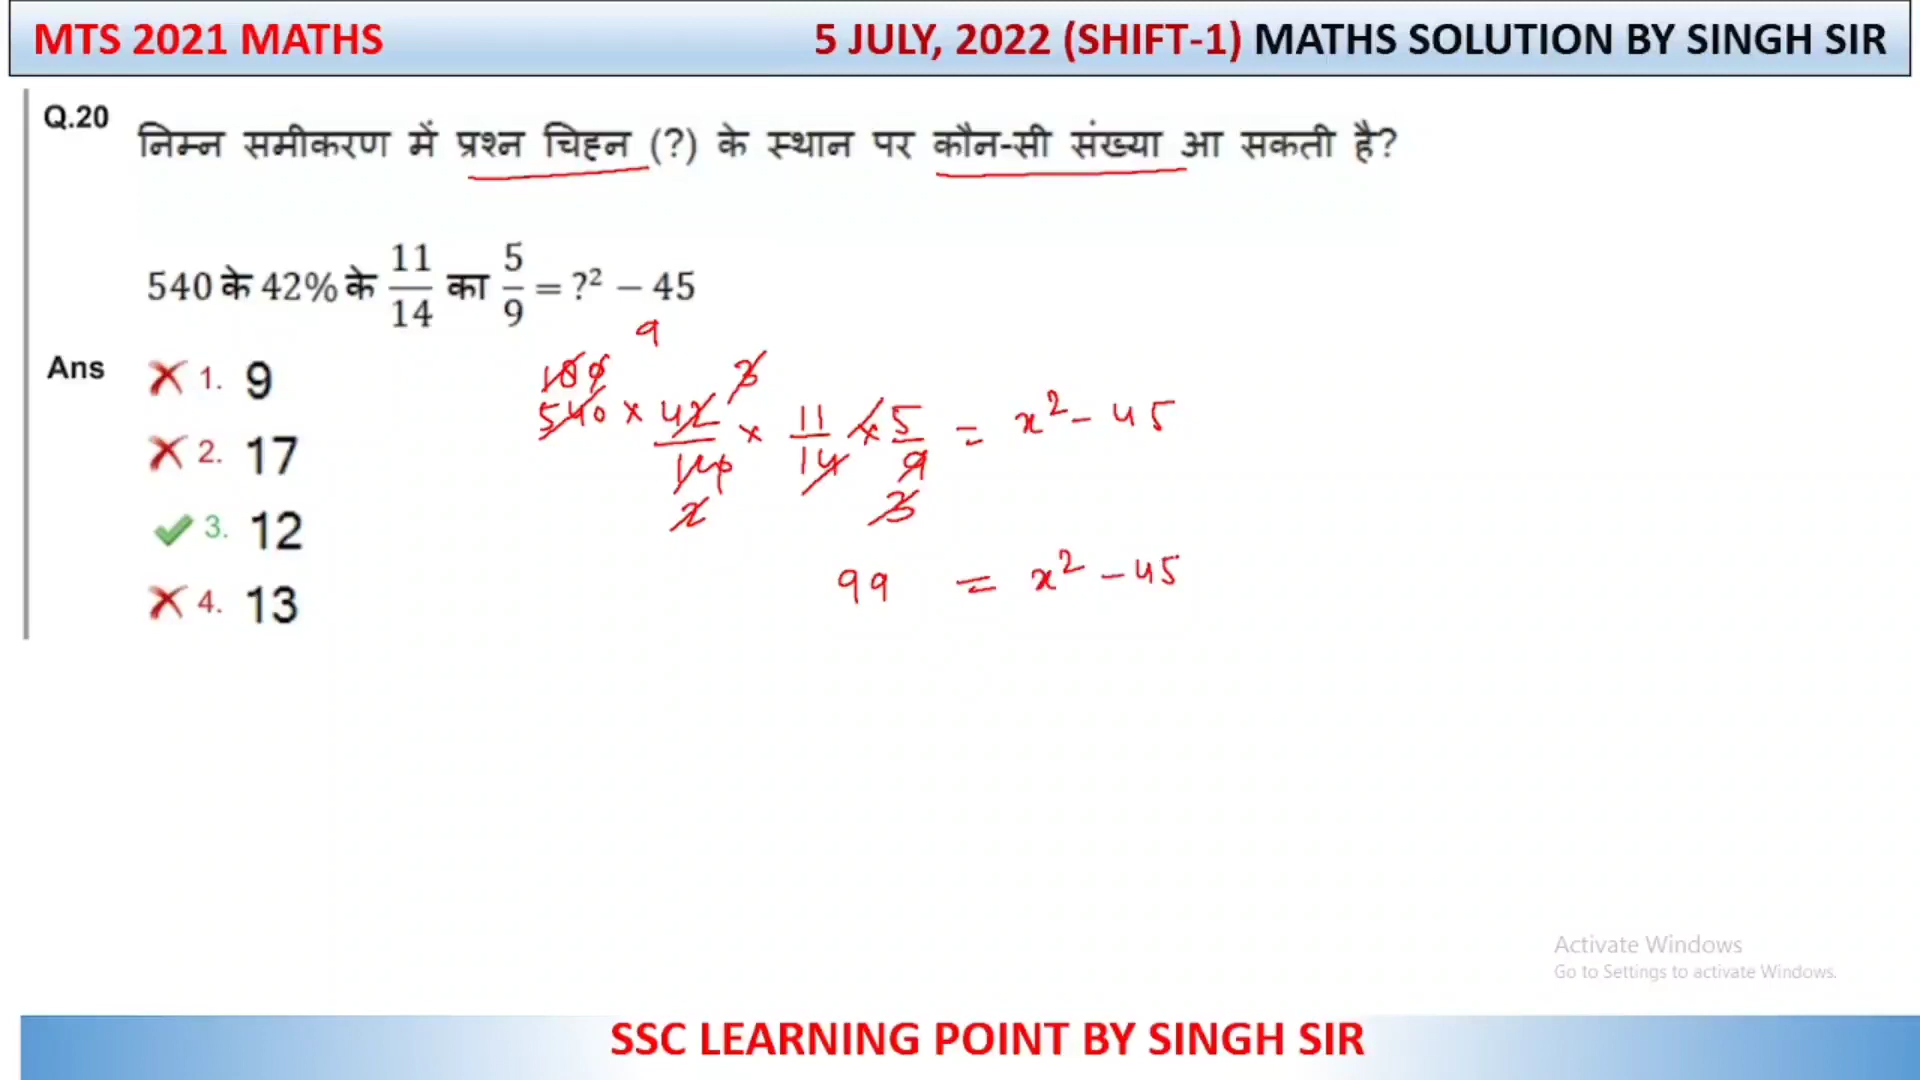 MTS 2021 MATHS
5 JULY, 2022 (SHIFT-1) MATHS SOLUTION BY SINGH SIR
Q.20 निम्न समीकरण में प्रश्न चिह्न (?) के स्थान पर कौन-सी संख्या आ सकती है?
540 के 42% के 11/14 का 5/9 = ?² − 45
Ans
1. 9
2. 17
3. 12
4. 13
9
3
540 × 42/100 × 11/14 × 5/9 = x² − 45
2 3
99 = x² − 45
Activate Windows
Go to Settings to activate Windows.
SSC LEARNING POINT BY SINGH SIR